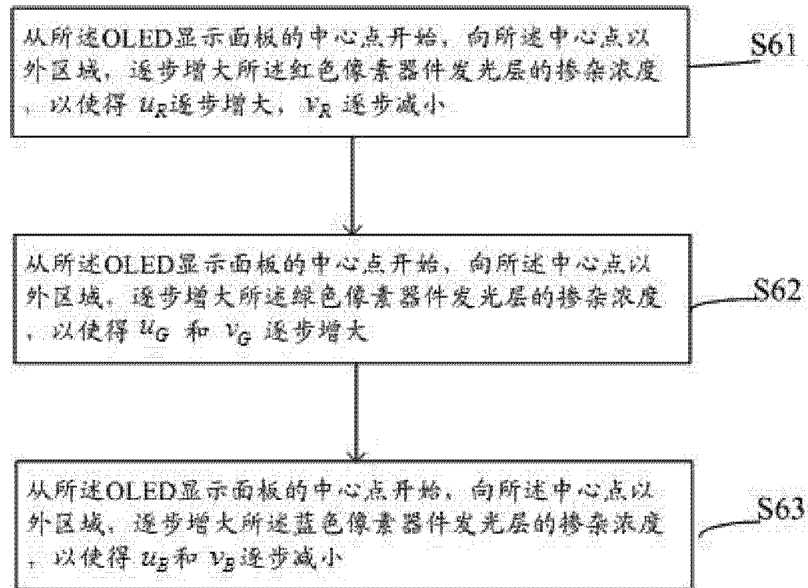 从所述OLED显示面板的中心点开始，向所述中心点以
外区域，逐步增大所述红色像素器件发光层的掺杂浓度
，以使得 u_R逐步增大，v_R 逐步减小
S61
从所述OLED显示面板的中心点开始，向所述中心点以
外区域，逐步增大所述绿色像素器件发光层的掺杂浓度
，以使得 u_G 和 v_G 逐步增大
S62
从所述OLED显示面板的中心点开始，向所述中心点以
外区域，逐步增大所述蓝色像素器件发光层的掺杂浓度
，以使得 u_B和 v_B逐步减小
S63